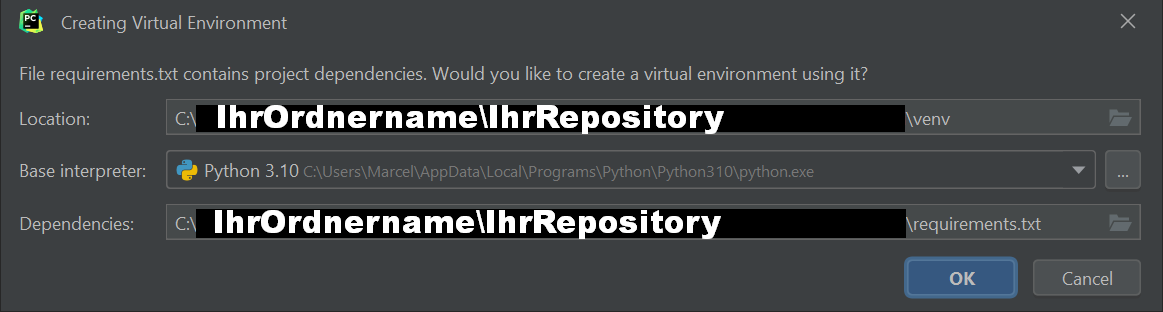 PC
Creating Virtual Environment
File requirements.txt contains project dependencies. Would you like to create a virtual environment using it?
Location: C:\ IhrOrdnername\IhrRepository \venv
Base interpreter: Python 3.10 C:\Users\Marcel\AppData\Local\Programs\Python\Python310\python.exe ...
Dependencies: C:\ IhrOrdnername\IhrRepository \requirements.txt
OK Cancel